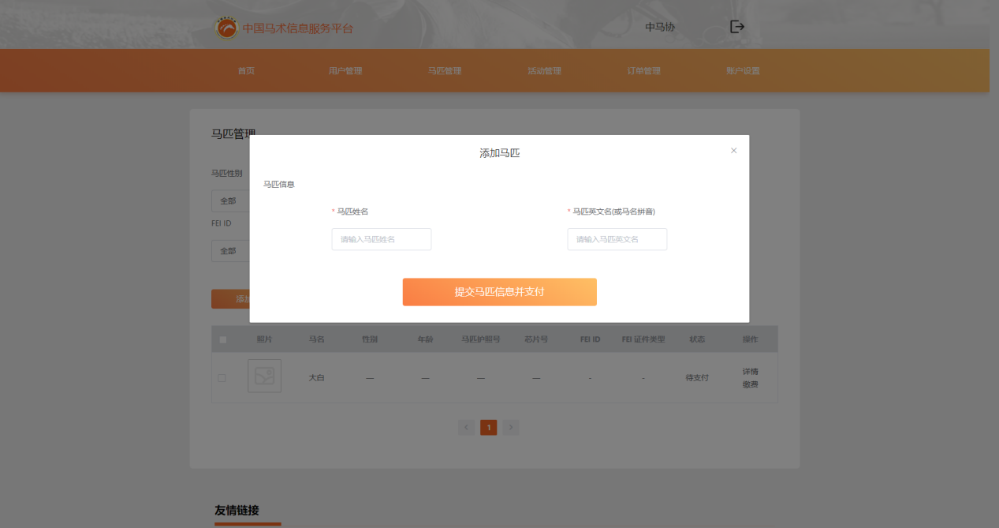 中国马术信息服务平台
中马协
首页 用户管理 马匹管理 活动管理 订单管理 账户设置
马匹管理
添加马匹
×
马匹性别
马匹信息
全部
* 马匹姓名 * 马匹英文名(或马名拼音)
FEI ID
请输入马匹姓名 请输入马匹英文名
全部
提交马匹信息并支付
添加
照片 马名 性别 年龄 马匹护照号 芯片号 FEI ID FEI 证件类型 状态 操作
大白 — — — — - - 待支付 详情
缴费
< 1 >
友情链接